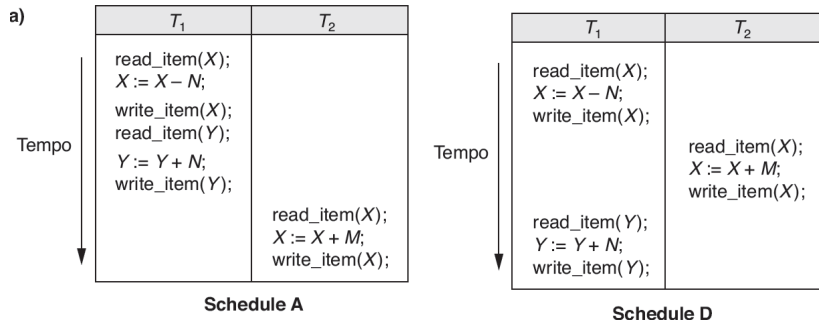 a)
T1
T2
Tempo
read_item(X);
X := X – N;
write_item(X);
read_item(Y);
Y := Y + N;
write_item(Y);
read_item(X);
X := X + M;
write_item(X);
Schedule A
T1
T2
Tempo
read_item(X);
X := X – N;
write_item(X);
read_item(X);
X := X + M;
write_item(X);
read_item(Y);
Y := Y + N;
write_item(Y);
Schedule D